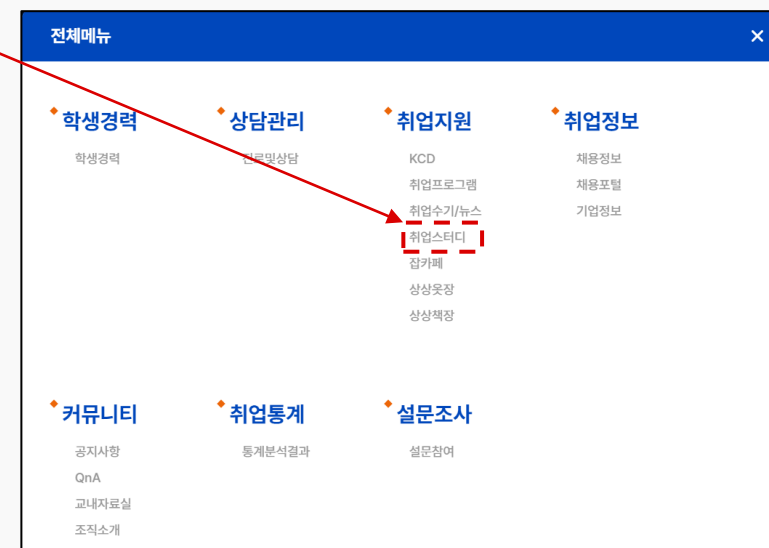 전체메뉴 ×
학생경력
학생경력
상담관리
진로및상담
취업지원
KCD
취업프로그램
취업수기/뉴스
취업스터디
잡카페
상상옷장
상상책장
취업정보
채용정보
채용포털
기업정보
커뮤니티
공지사항
QnA
교내자료실
조직소개
취업통계
통계분석결과
설문조사
설문참여